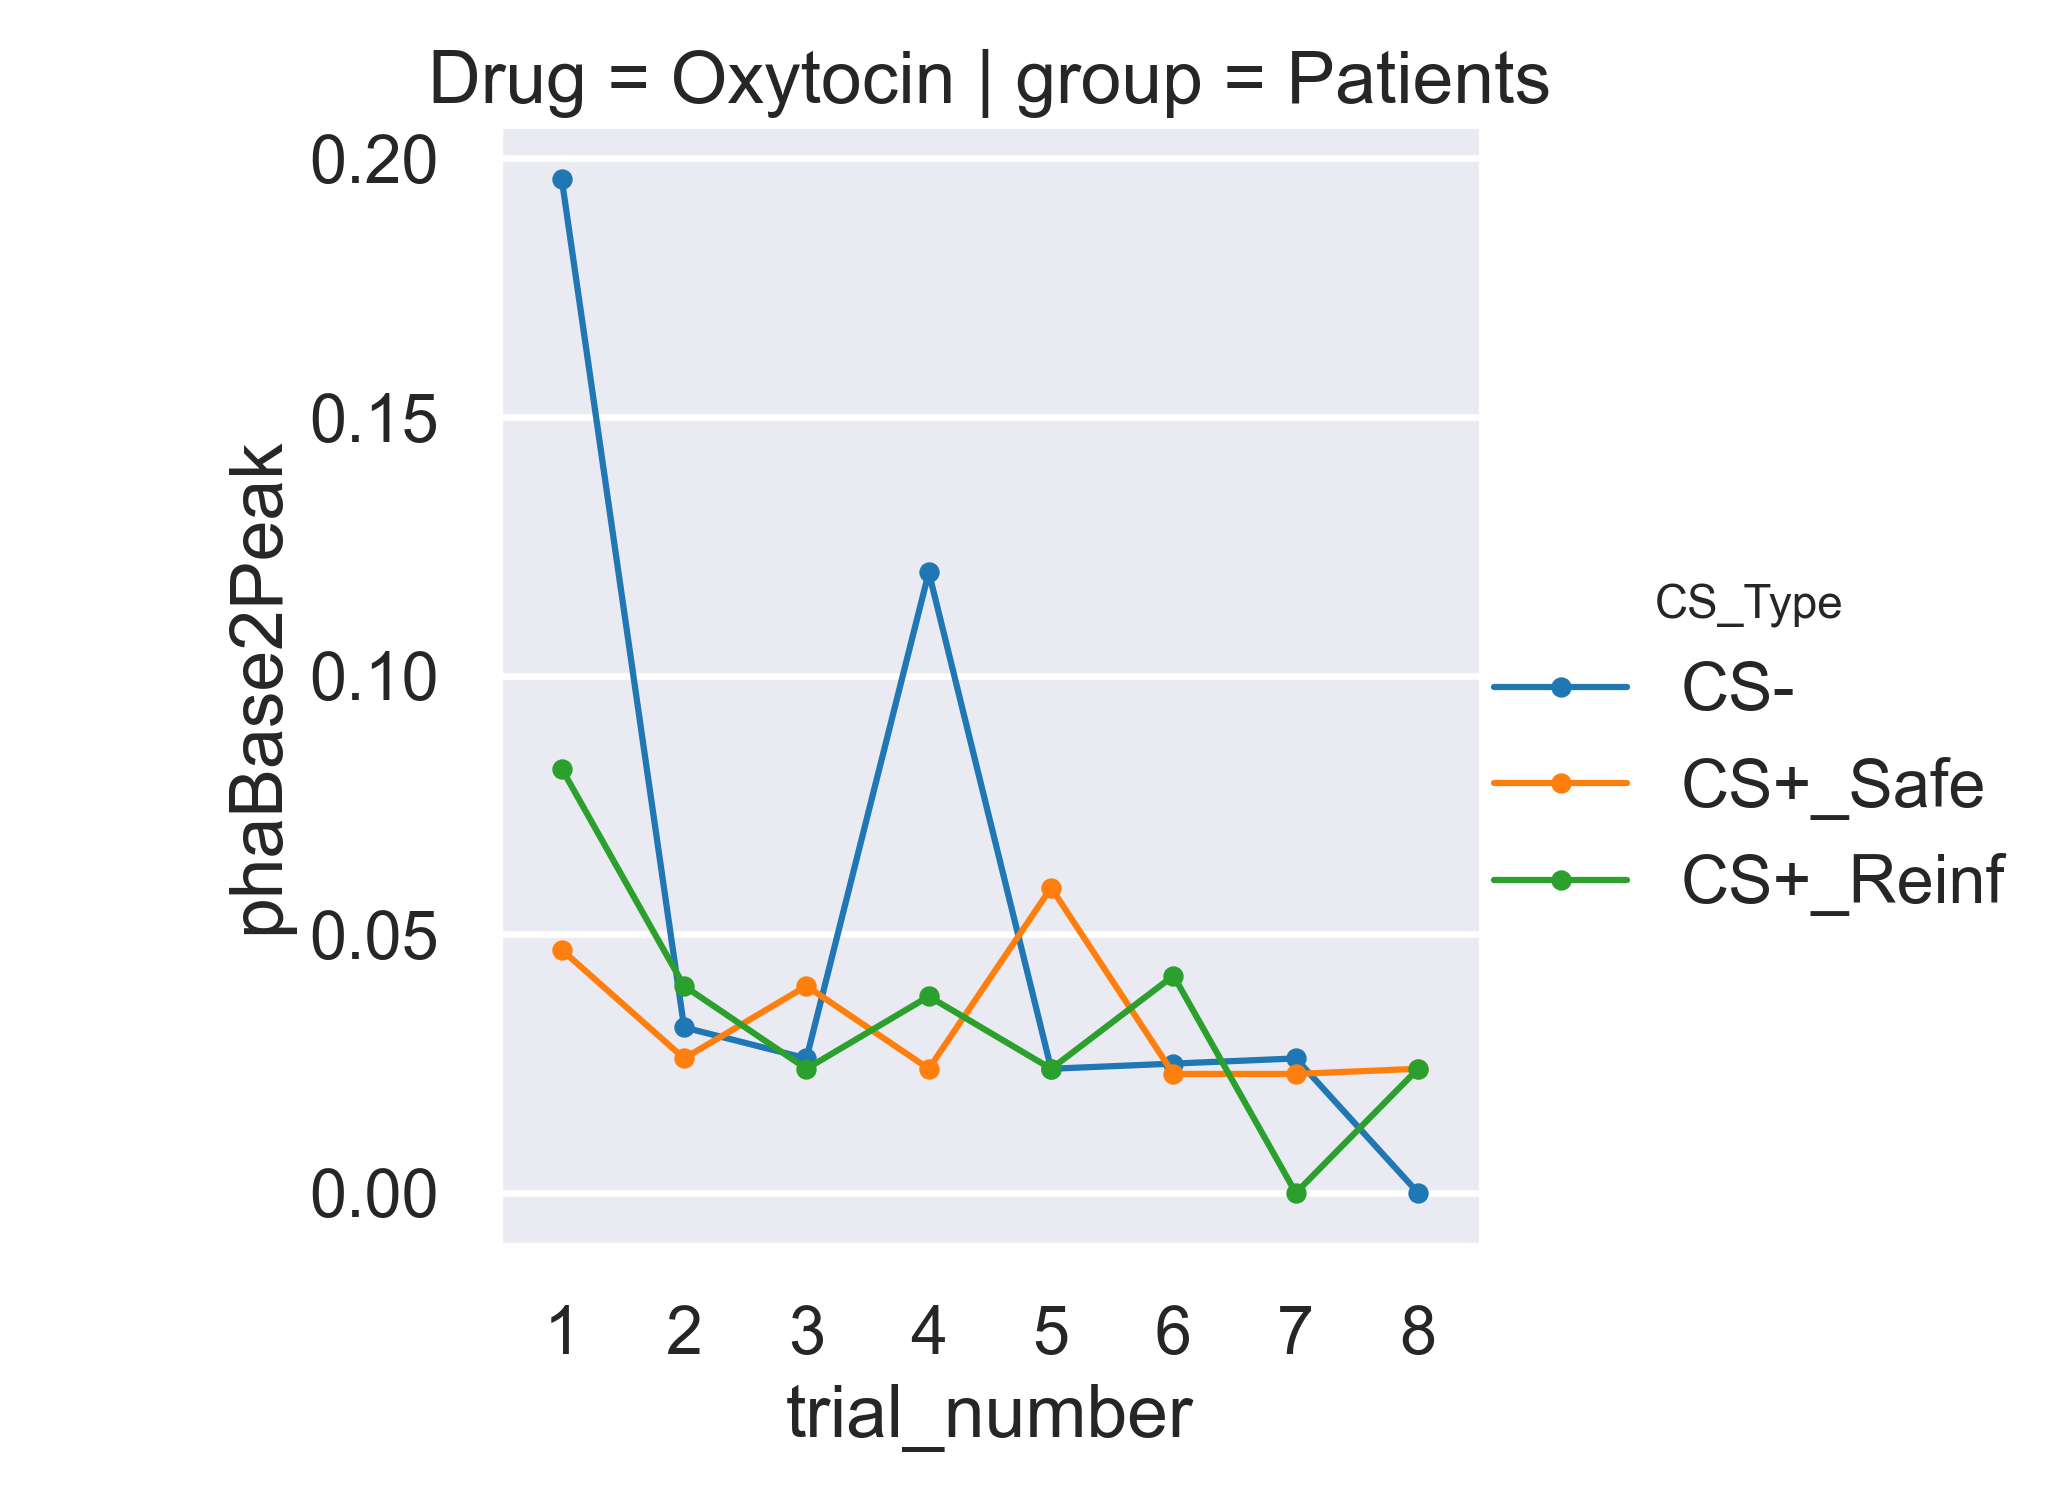 Drug = Oxytocin | group = Patients
0.20
0.15
0.10
0.05
0.00
phaBase2Peak
1 2 3 4 5 6 7 8
trial_number
CS_Type
CS-
CS+_Safe
CS+_Reinf